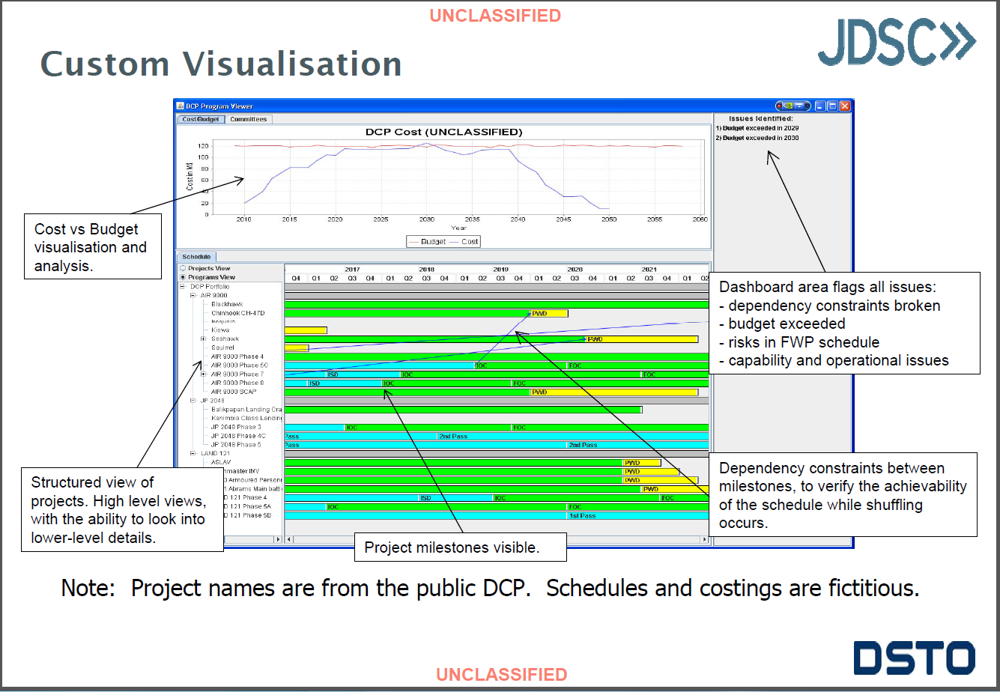 UNCLASSIFIED
JDSC
Custom Visualisation
DCP Program Viewer
Cost/Budget Committees
DCP Cost (UNCLASSIFIED)
120
100
80
60
40
20
0
Cost in M$
2010 2015 2020 2025 2030 2035 2040 2045 2050 2055 2060
Year
Budget Cost
Issues Identified:
1) Budget exceeded in 2029
2) Budget exceeded in 2030
Cost vs Budget
visualisation and
analysis.
Schedule
Projects View
Programs View
2017 2018 2019 2020 2021
Q4 Q1 Q2 Q3 Q4 Q1 Q2 Q3 Q4 Q1 Q2 Q3 Q4 Q1 Q2 Q3 Q4 Q1 Q2 Q3 Q4 Q1 Q2
DCP Portfolio
AIR 9000
Blackhawk
Chinhook CH-47D PWD
Iroquois
Kiowa
Seahawk PWD
Squirrel
AIR 9000 Phase 4
AIR 9000 Phase 5C IOC FOC
AIR 9000 Phase 7 ISD IOC FOC
AIR 9000 Phase 8 ISD IOC FOC
AIR 9000 SCAP PWD
JP 2048
Balikpapan Landing Cra
Kanimbla Class Landing
JP 2048 Phase 3 IOC FOC
JP 2048 Phase 4C Pass 2nd Pass
JP 2048 Phase 5 Pass 2nd Pass
LAND 121
ASLAV PWD
nmaster IMV PWD
3 Armoured Personn PWD
1 Abrams Main battl PWD
D 121 Phase 4 ISD IOC FOC
D 121 Phase 5A IOC FOC
D 121 Phase 5B 1st Pass
Dashboard area flags all issues:
- dependency constraints broken
- budget exceeded
- risks in FWP schedule
- capability and operational issues
Structured view of
projects. High level views,
with the ability to look into
lower-level details.
Dependency constraints between
milestones, to verify the achievability
of the schedule while shuffling
occurs.
Project milestones visible.
Note: Project names are from the public DCP. Schedules and costings are fictitious.
DSTO
UNCLASSIFIED